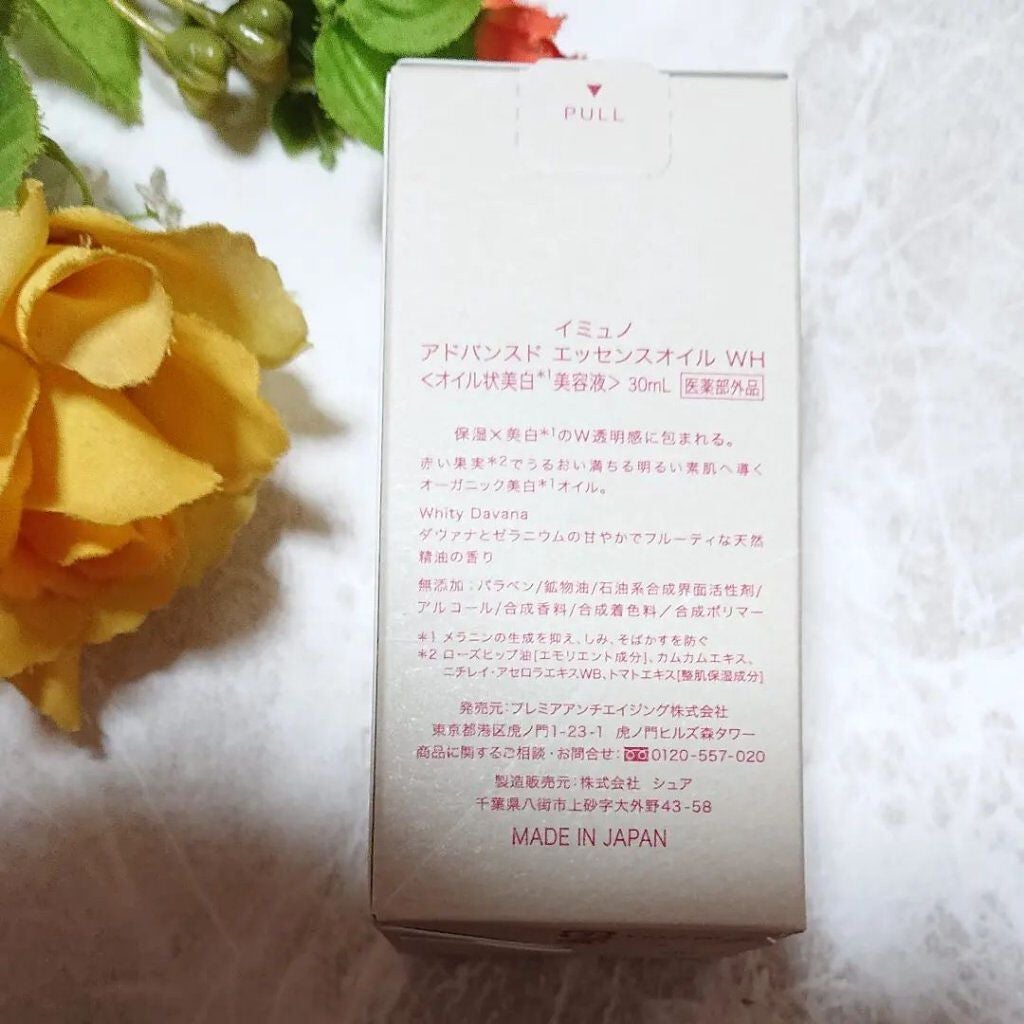 PULL
イミュノ
アドバンスド エッセンスオイル WH
<オイル状美白*1美容液> 30mL 医薬部外品
保湿×美白*1のW透明感に包まれる。
赤い果実*2でうるおい満ちる明るい素肌へ導く
オーガニック美白*1オイル。
Whity Davana
ダヴァナとゼラニウムの甘やかでフルーティな天然
精油の香り
無添加:パラベン/鉱物油/石油系合成界面活性剤/
アルコール/合成香料/合成着色料/合成ポリマー
*1 メラニンの生成を抑え、しみ、そばかすを防ぐ
*2 ローズヒップ油[エモリエント成分]、カムカムエキス、
ニチレイ・アセロラエキスWB、トマトエキス[整肌保湿成分]
発売元:プレミアアンチエイジング株式会社
東京都港区虎ノ門1-23-1 虎ノ門ヒルズ森タワー
商品に関するご相談・お問合せ:0120-557-020
製造販売元:株式会社 シュア
千葉県八街市上砂字大外野43-58
MADE IN JAPAN